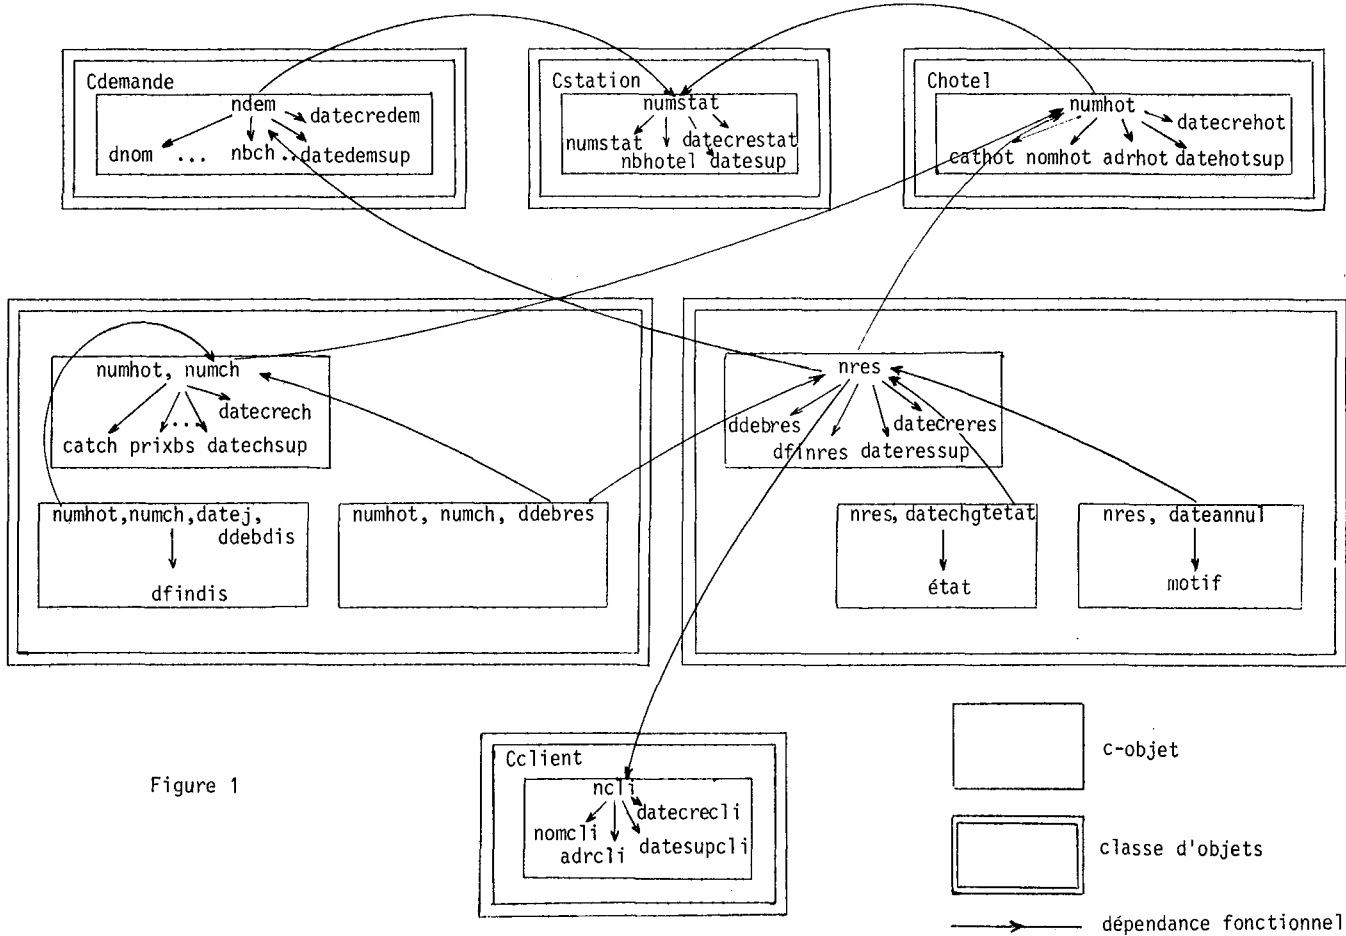 Cdemande
ndem
datecredem
dnom ... nbch .. datedemsup
Cstation
numstat
numstat datecrestat
nbhotel datesup
Chotel
numhot
datecrehot
cathot nomhot adrhot datehotsup
numhot, numch
datecrech
...
catch prixbs datechsup
numhot,numch,datej,
ddebdis
dfindis
numhot, numch, ddebres
nres
ddebres datecreres
dfinres dateressup
nres, datechgtetat
état
nres, dateannul
motif
Cclient
ncli
datecrecli
nomcli
adrcli datesupcli
Figure 1
c-objet
classe d'objets
dépendance fonctionnel